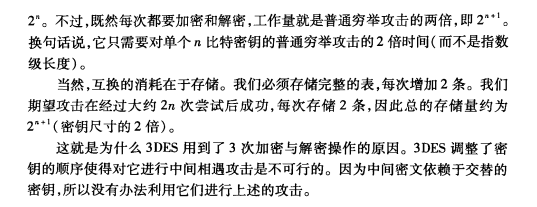 2ⁿ。不过,既然每次都要加密和解密,工作量就是普通穷举攻击的两倍,即 2ⁿ⁺¹。
换句话说,它只需要对单个 n 比特密钥的普通穷举攻击的 2 倍时间(而不是指数
级长度)。
当然,互换的消耗在于存储。我们必须存储完整的表,每次增加 2 条。我们
期望攻击在经过大约 2n 次尝试后成功,每次存储 2 条,因此总的存储量约为
2ⁿ⁺¹(密钥尺寸的 2 倍)。
这就是为什么 3DES 用到了 3 次加密与解密操作的原因。3DES 调整了密
钥的顺序使得对它进行中间相遇攻击是不可行的。因为中间密文依赖于交替的
密钥,所以没有办法利用它们进行上述的攻击。